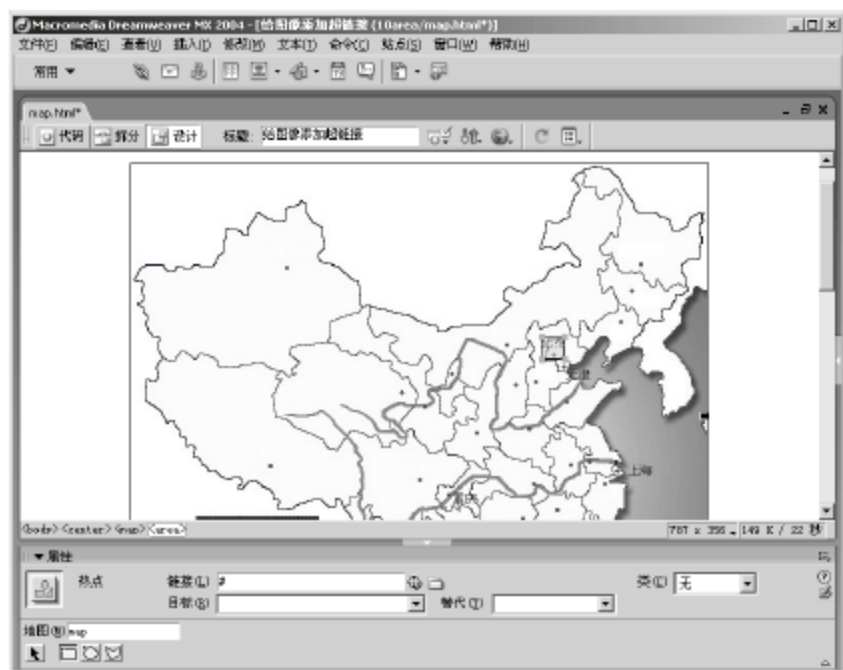 Macromedia Dreamweaver MX 2004 - [给图像添加超链接 (10area/map.html*)]
文件(F) 编辑(E) 查看(V) 插入(I) 修改(M) 文本(T) 命令(C) 站点(S) 窗口(W) 帮助(H)
常用
map.html*
代码 拆分 设计 标题: 给图像添加超链接
上海
<body> <center> <map> <area> 787 x 356 149 K / 22 秒
属性
热点 链接(L) # 类(C) 无
目标(R) 替代(T)
地图(M) map